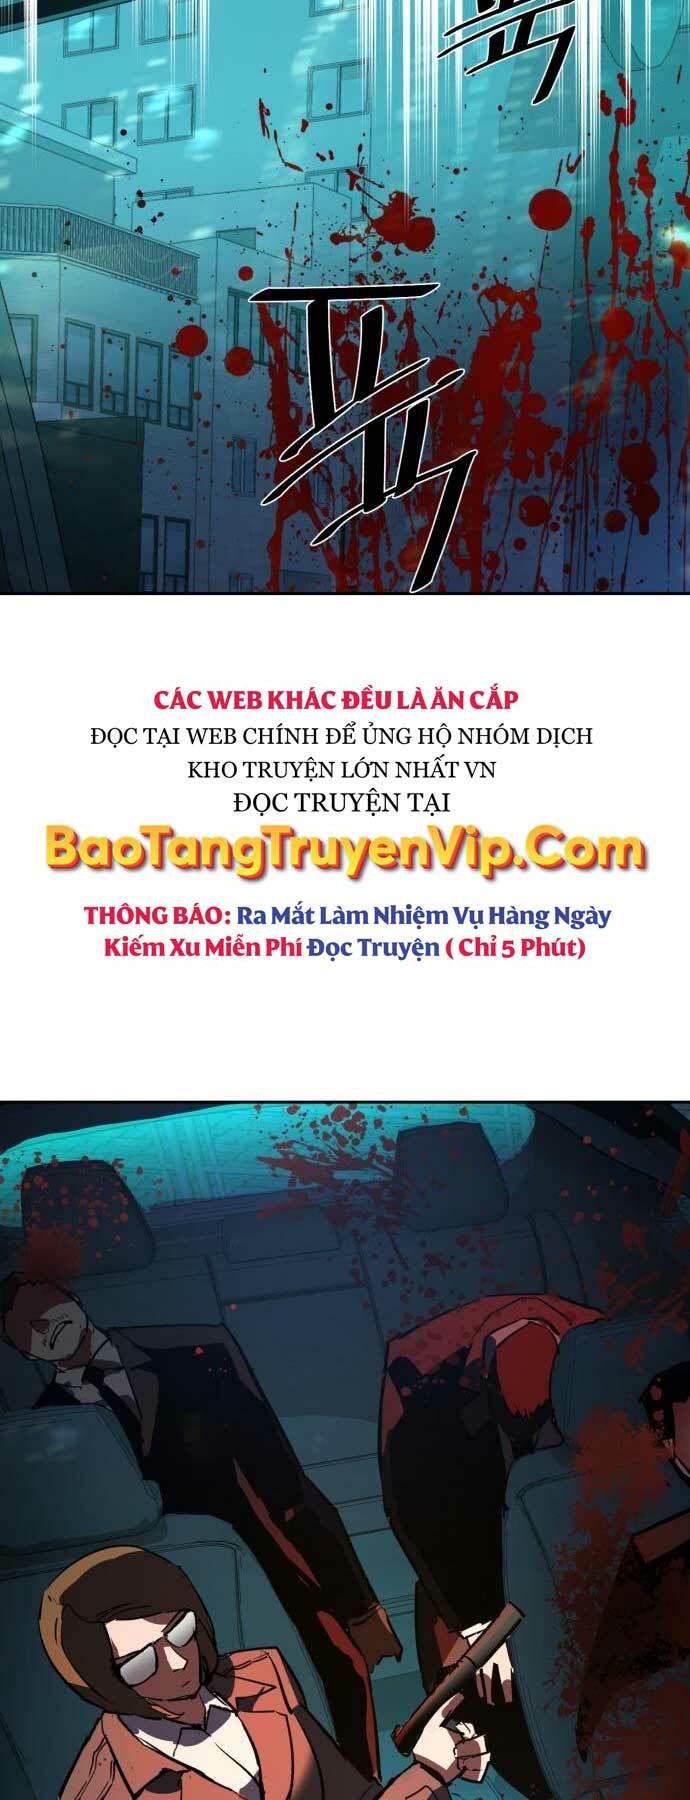 퍽
퍽
CÁC WEB KHÁC ĐỀU LÀ ĂN CẮP
ĐỌC TẠI WEB CHÍNH ĐỂ ỦNG HỘ NHÓM DỊCH
KHO TRUYỆN LỚN NHẤT VN
ĐỌC TRUYỆN TẠI
BaoTangTruyenVip.Com
THÔNG BÁO: Ra Mắt Làm Nhiệm Vụ Hàng Ngày
Kiếm Xu Miễn Phí Đọc Truyện ( Chỉ 5 Phút)